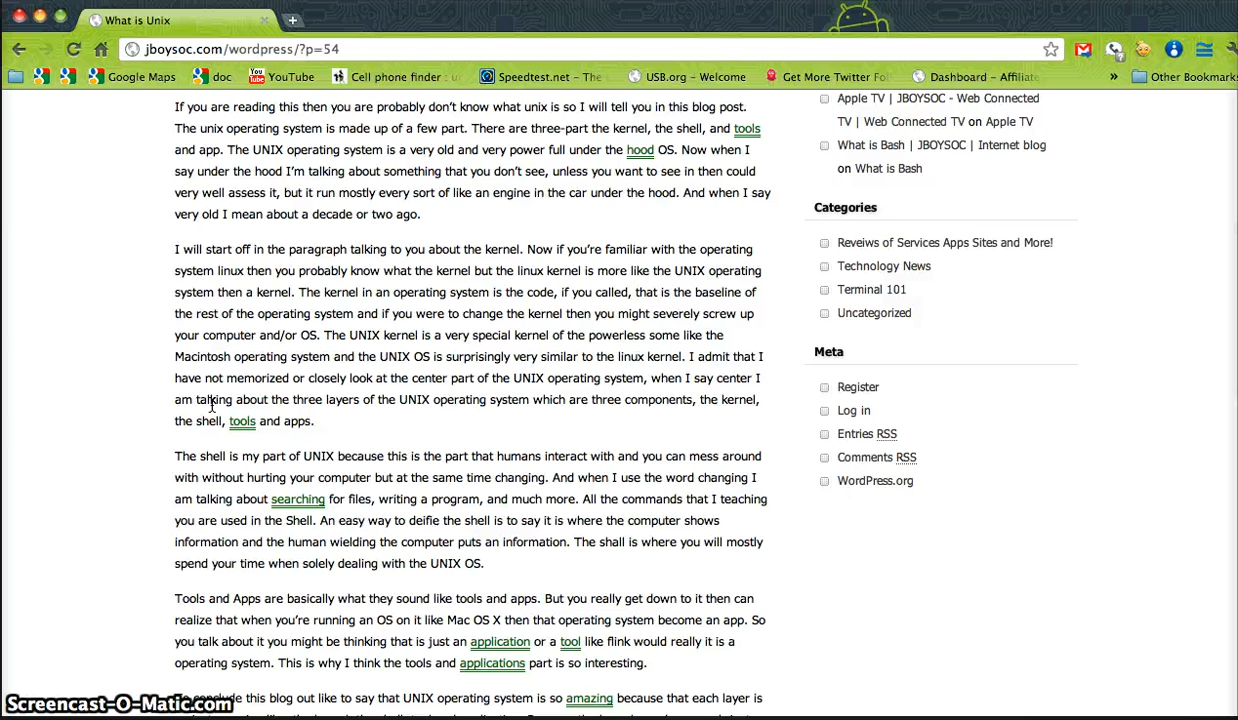 What is Unix
jboysoc.com/wordpress/?p=54
Google Maps doc YouTube Cell phone finder Speedtest.net – The USB.org – Welcome Get More Twitter Fol Dashboard – Affiliate » Other Bookmarks
If you are reading this then you are probably don't know what unix is so I will tell you in this blog post.
The unix operating system is made up of a few part. There are three-part the kernel, the shell, and tools
and app. The UNIX operating system is a very old and very power full under the hood OS. Now when I
say under the hood I'm talking about something that you don't see, unless you want to see in then could
very well assess it, but it run mostly every sort of like an engine in the car under the hood. And when I say
very old I mean about a decade or two ago.
I will start off in the paragraph talking to you about the kernel. Now if you're familiar with the operating
system linux then you probably know what the kernel but the linux kernel is more like the UNIX operating
system then a kernel. The kernel in an operating system is the code, if you called, that is the baseline of
the rest of the operating system and if you were to change the kernel then you might severely screw up
your computer and/or OS. The UNIX kernel is a very special kernel of the powerless some like the
Macintosh operating system and the UNIX OS is surprisingly very similar to the linux kernel. I admit that I
have not memorized or closely look at the center part of the UNIX operating system, when I say center I
am talking about the three layers of the UNIX operating system which are three components, the kernel,
the shell, tools and apps.
The shell is my part of UNIX because this is the part that humans interact with and you can mess around
with without hurting your computer but at the same time changing. And when I use the word changing I
am talking about searching for files, writing a program, and much more. All the commands that I teaching
you are used in the Shell. An easy way to deifie the shell is to say it is where the computer shows
information and the human wielding the computer puts an information. The shall is where you will mostly
spend your time when solely dealing with the UNIX OS.
Tools and Apps are basically what they sound like tools and apps. But you really get down to it then can
realize that when you're running an OS on it like Mac OS X then that operating system become an app. So
you talk about it you might be thinking that is just an application or a tool like flink would really it is a
operating system. This is why I think the tools and applications part is so interesting.
conclude this blog out like to say that UNIX operating system is so amazing because that each layer is
Apple TV | JBOYSOC - Web Connected
TV | Web Connected TV on Apple TV
What is Bash | JBOYSOC | Internet blog
on What is Bash
Categories
Reveiws of Services Apps Sites and More!
Technology News
Terminal 101
Uncategorized
Meta
Register
Log in
Entries RSS
Comments RSS
WordPress.org
Screencast-O-Matic.com